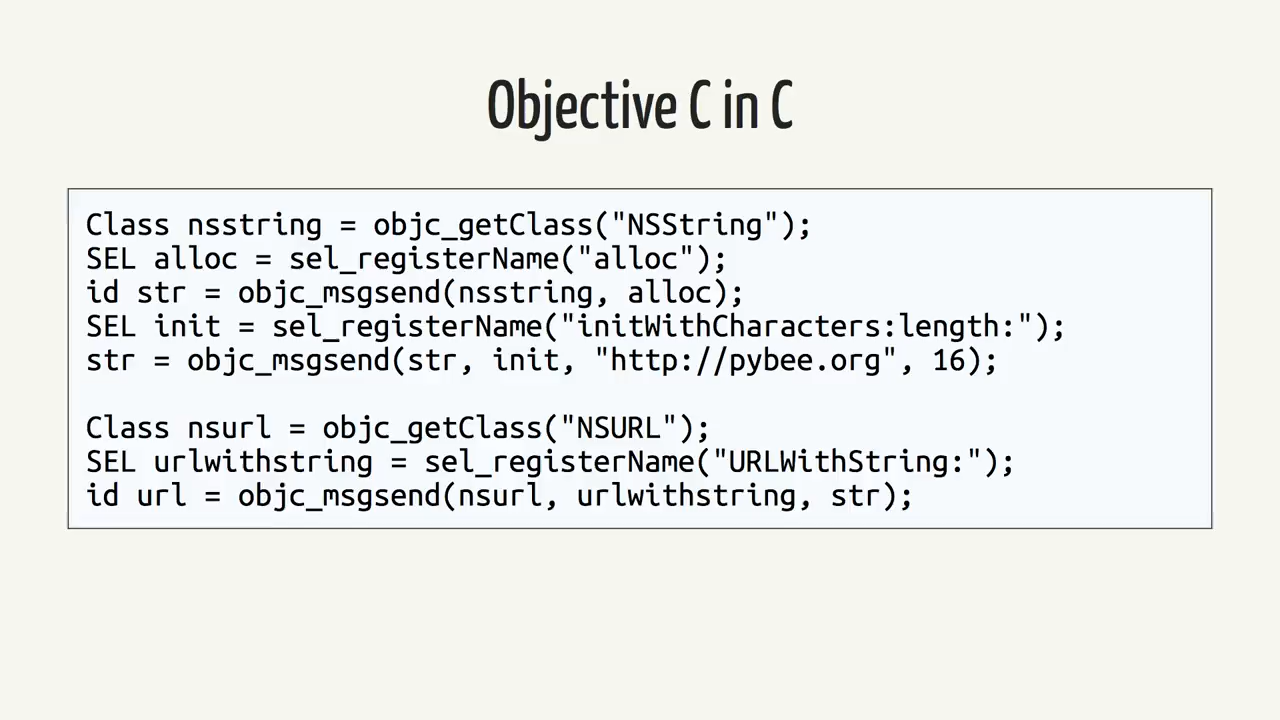 Objective C in C
Class nsstring = objc_getClass("NSString");
SEL alloc = sel_registerName("alloc");
id str = objc_msgsend(nsstring, alloc);
SEL init = sel_registerName("initWithCharacters:length:");
str = objc_msgsend(str, init, "http://pybee.org", 16);
Class nsurl = objc_getClass("NSURL");
SEL urlwithstring = sel_registerName("URLWithString:");
id url = objc_msgsend(nsurl, urlwithstring, str);